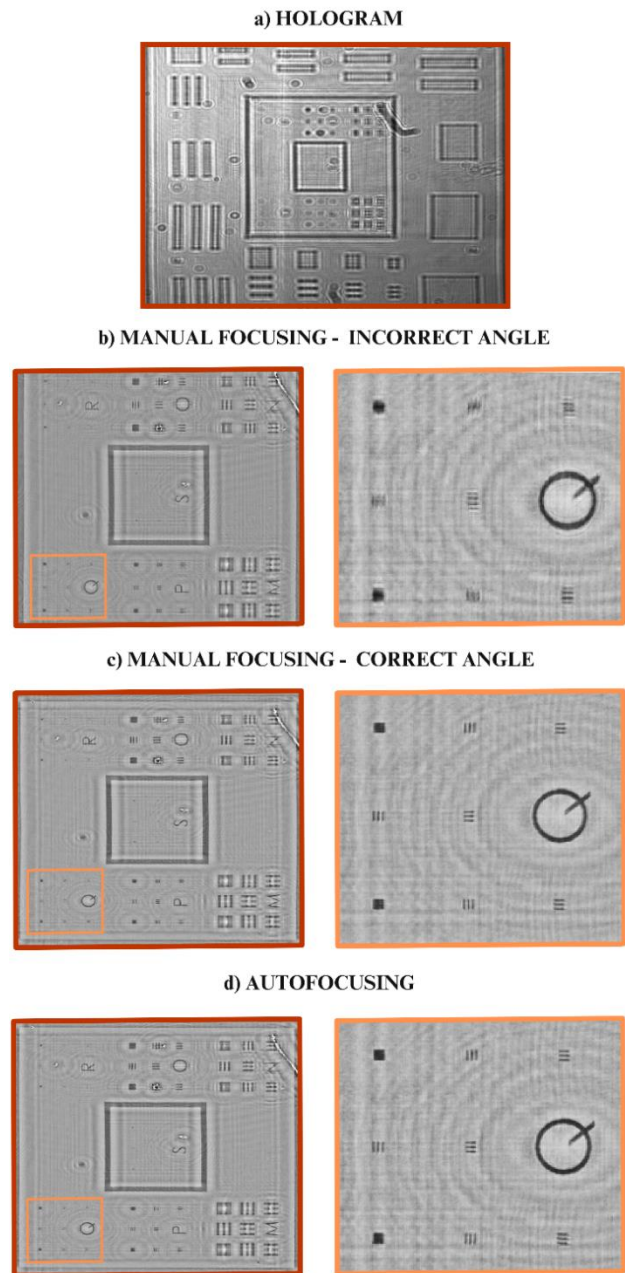 a) HOLOGRAM
b) MANUAL FOCUSING - INCORRECT ANGLE
R O N
S
Q P M
Q
c) MANUAL FOCUSING - CORRECT ANGLE
R O N
S
Q P M
Q
d) AUTOFOCUSING
R O N
S
Q P M
Q